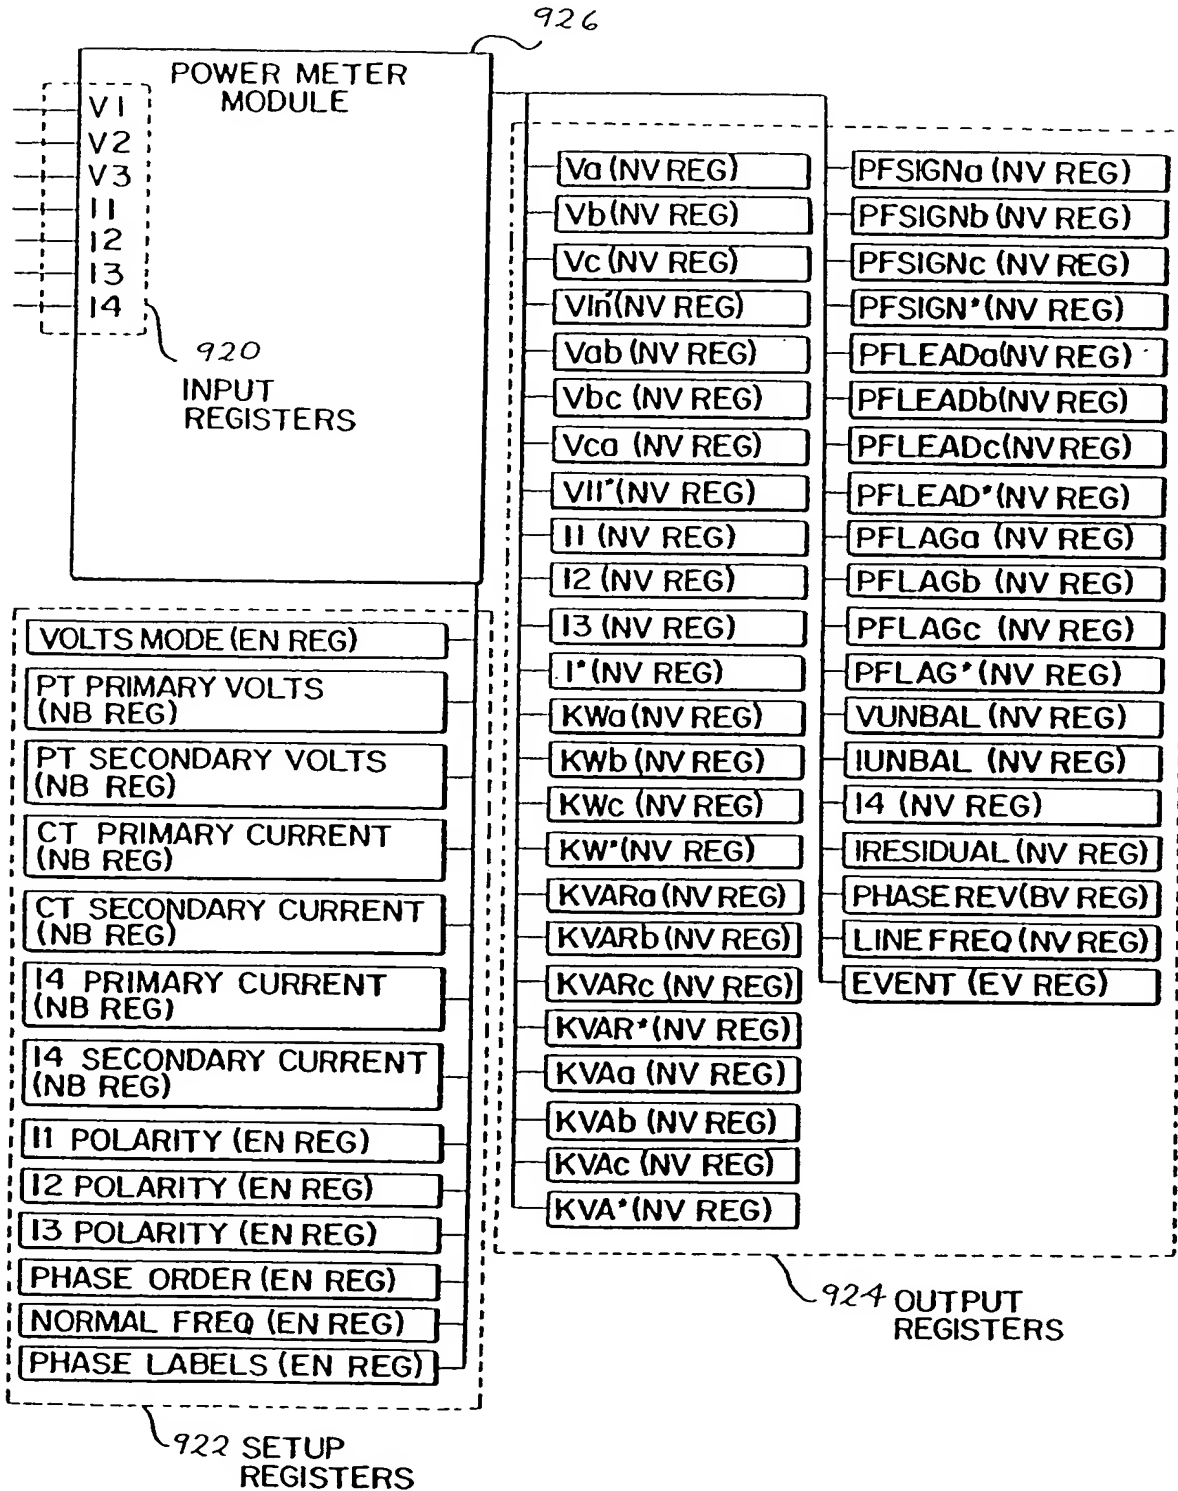 926
POWER METER
MODULE
V1
V2
V3
I1
I2
I3
I4
920
INPUT
REGISTERS
VOLTS MODE (EN REG)
PT PRIMARY VOLTS
(NB REG)
PT SECONDARY VOLTS
(NB REG)
CT PRIMARY CURRENT
(NB REG)
CT SECONDARY CURRENT
(NB REG)
I4 PRIMARY CURRENT
(NB REG)
I4 SECONDARY CURRENT
(NB REG)
I1 POLARITY (EN REG)
I2 POLARITY (EN REG)
I3 POLARITY (EN REG)
PHASE ORDER (EN REG)
NORMAL FREQ (EN REG)
PHASE LABELS (EN REG)
922 SETUP
REGISTERS
Va (NV REG)
Vb (NV REG)
Vc (NV REG)
Vln* (NV REG)
Vab (NV REG)
Vbc (NV REG)
Vca (NV REG)
Vll* (NV REG)
I1 (NV REG)
I2 (NV REG)
I3 (NV REG)
I* (NV REG)
KWa (NV REG)
KWb (NV REG)
KWc (NV REG)
KW* (NV REG)
KVARa (NV REG)
KVARb (NV REG)
KVARc (NV REG)
KVAR* (NV REG)
KVAa (NV REG)
KVAb (NV REG)
KVAc (NV REG)
KVA* (NV REG)
PFSIGNa (NV REG)
PFSIGNb (NV REG)
PFSIGNc (NV REG)
PFSIGN* (NV REG)
PFLEADa (NV REG)
PFLEADb (NV REG)
PFLEADc (NV REG)
PFLEAD* (NV REG)
PFLAGa (NV REG)
PFLAGb (NV REG)
PFLAGc (NV REG)
PFLAG* (NV REG)
VUNBAL (NV REG)
IUNBAL (NV REG)
I4 (NV REG)
IRESIDUAL (NV REG)
PHASE REV (BV REG)
LINE FREQ (NV REG)
EVENT (EV REG)
924 OUTPUT
REGISTERS